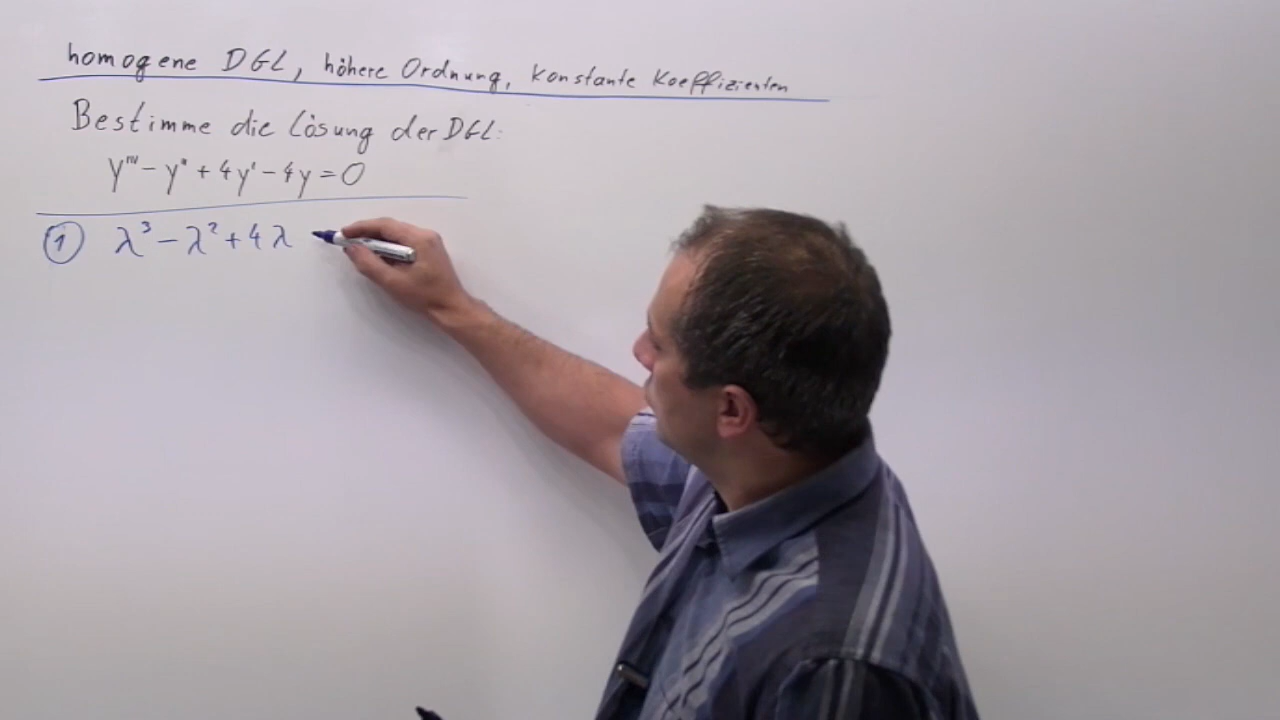 homogene DGL, höhere Ordnung, konstante Koeffizienten
Bestimme die Lösung der DGL:
y''' - y'' + 4y' - 4y = 0
① λ³ - λ² + 4λ